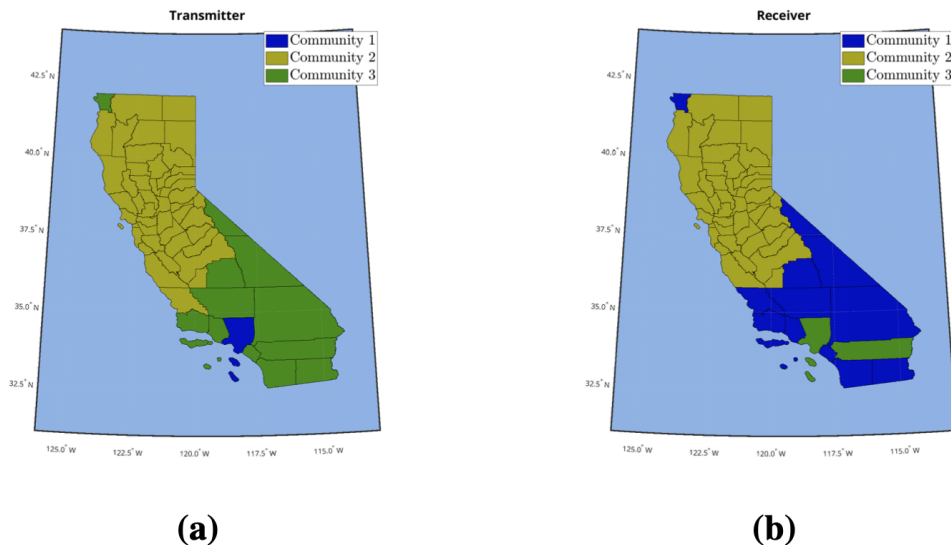 Transmitter
Community 1
Community 2
Community 3
42.5° N
40.0° N
37.5° N
35.0° N
32.5° N
125.0° W
122.5° W
120.0° W
117.5° W
115.0° W
(a)
Receiver
Community 1
Community 2
Community 3
42.5° N
40.0° N
37.5° N
35.0° N
32.5° N
125.0° W
122.5° W
120.0° W
117.5° W
115.0° W
(b)